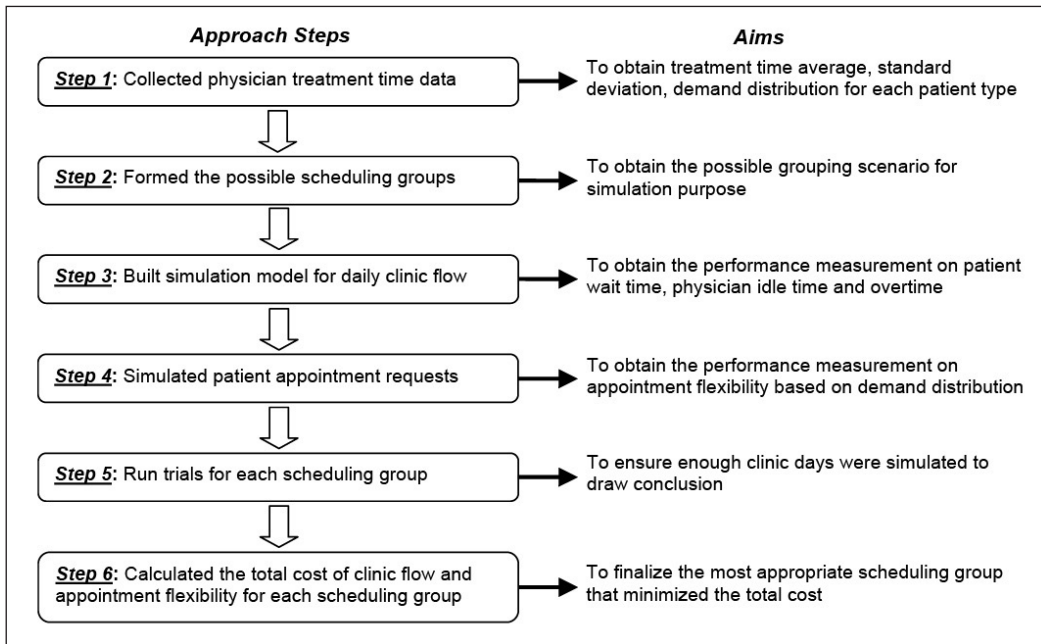 Approach Steps
Aims
Step 1: Collected physician treatment time data
To obtain treatment time average, standard
deviation, demand distribution for each patient type
Step 2: Formed the possible scheduling groups
To obtain the possible grouping scenario for
simulation purpose
Step 3: Built simulation model for daily clinic flow
To obtain the performance measurement on patient
wait time, physician idle time and overtime
Step 4: Simulated patient appointment requests
To obtain the performance measurement on
appointment flexibility based on demand distribution
Step 5: Run trials for each scheduling group
To ensure enough clinic days were simulated to
draw conclusion
Step 6: Calculated the total cost of clinic flow and
appointment flexibility for each scheduling group
To finalize the most appropriate scheduling group
that minimized the total cost